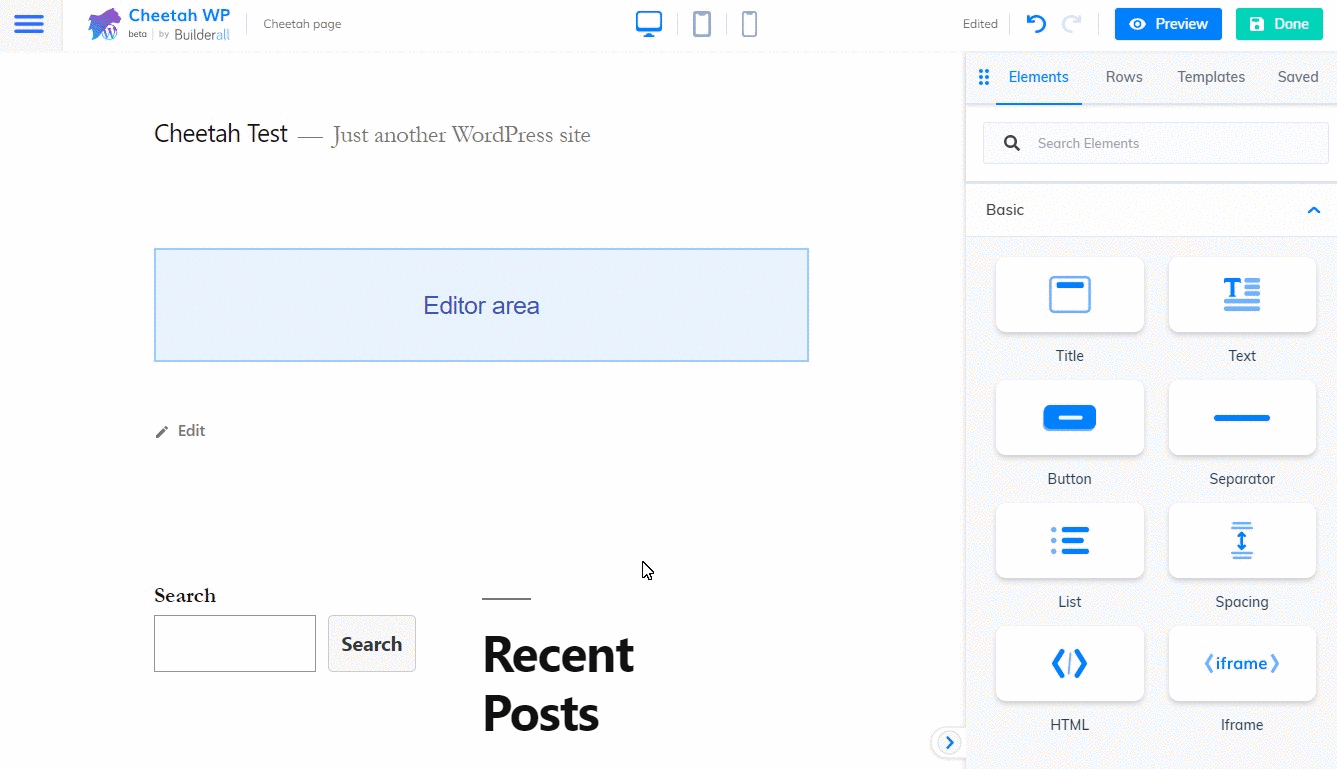 Cheetah WP
beta | by Builderall
Cheetah page
Edited
Preview
Done
Elements
Rows
Templates
Saved
Search Elements
Basic
Title
Text
Button
Separator
List
Spacing
HTML
iframe
Iframe
Cheetah Test — Just another WordPress site
Editor area
Edit
Search
Search
Recent
Posts